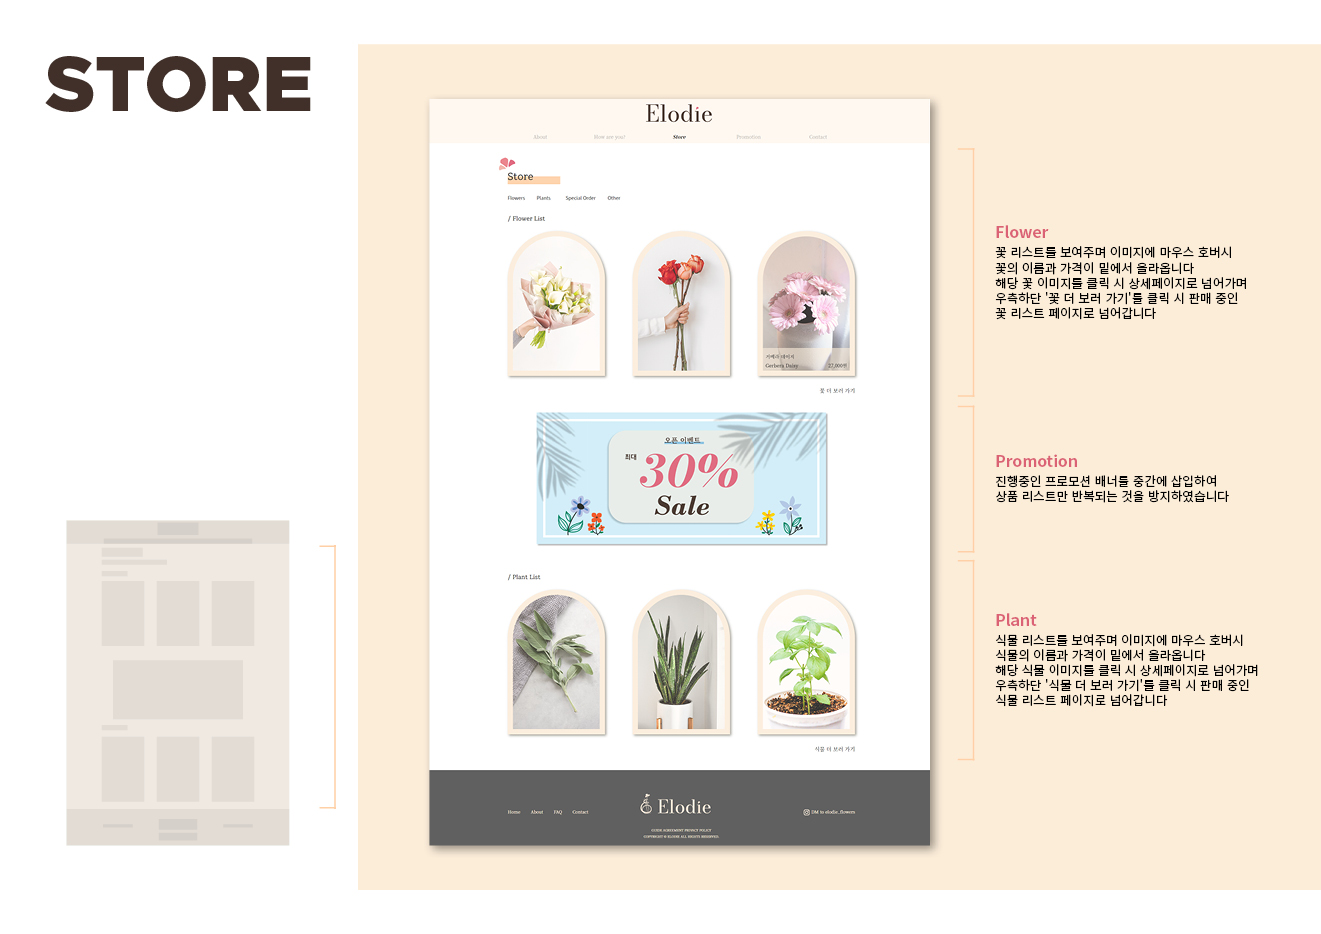 STORE
Elodie
About
How are you?
Store
Promotion
Contact
Store
Flowers
Plants
Special Order
Other
/ Flower List
거베라 데이지
Gerbera Daisy
27,000원
꽃 더 보러 가기
오픈 이벤트
최대
30%
Sale
/ Plant List
식물 더 보러 가기
Home
About
FAQ
Contact
Elodie
DM to elodie_flowers
GUIDE AGREEMENT PRIVACY POLICY
COPYRIGHT © ELODIE ALL RIGHTS RESERVED.
Flower
꽃 리스트를 보여주며 이미지에 마우스 호버시
꽃의 이름과 가격이 밑에서 올라옵니다
해당 꽃 이미지를 클릭 시 상세페이지로 넘어가며
우측하단 '꽃 더 보러 가기'를 클릭 시 판매 중인
꽃 리스트 페이지로 넘어갑니다
Promotion
진행중인 프로모션 배너를 중간에 삽입하여
상품 리스트만 반복되는 것을 방지하였습니다
Plant
식물 리스트를 보여주며 이미지에 마우스 호버시
식물의 이름과 가격이 밑에서 올라옵니다
해당 식물 이미지를 클릭 시 상세페이지로 넘어가며
우측하단 '식물 더 보러 가기'를 클릭 시 판매 중인
식물 리스트 페이지로 넘어갑니다